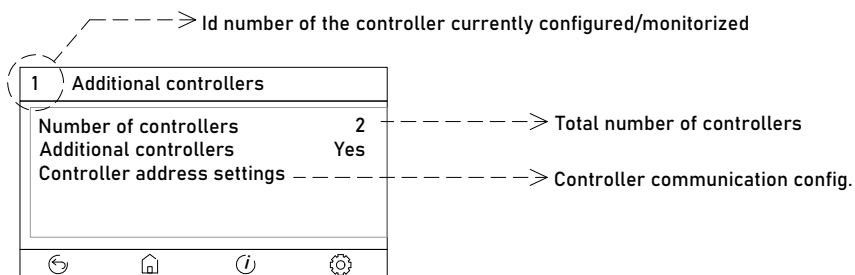 Id number of the controller currently configured/monitorized
1 Additional controllers
Number of controllers 2
Total number of controllers
Additional controllers Yes
Controller address settings
Controller communication config.
i